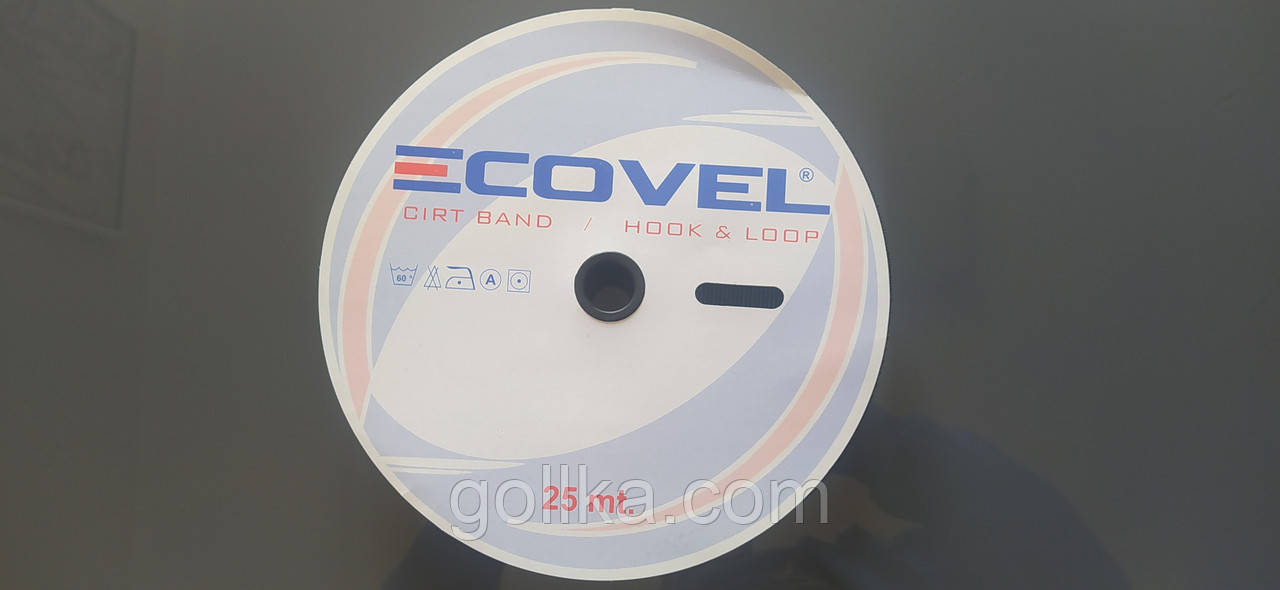 ECOVEL®
CIRT BAND / HOOK & LOOP
60° A
25 mt.
gollka.com